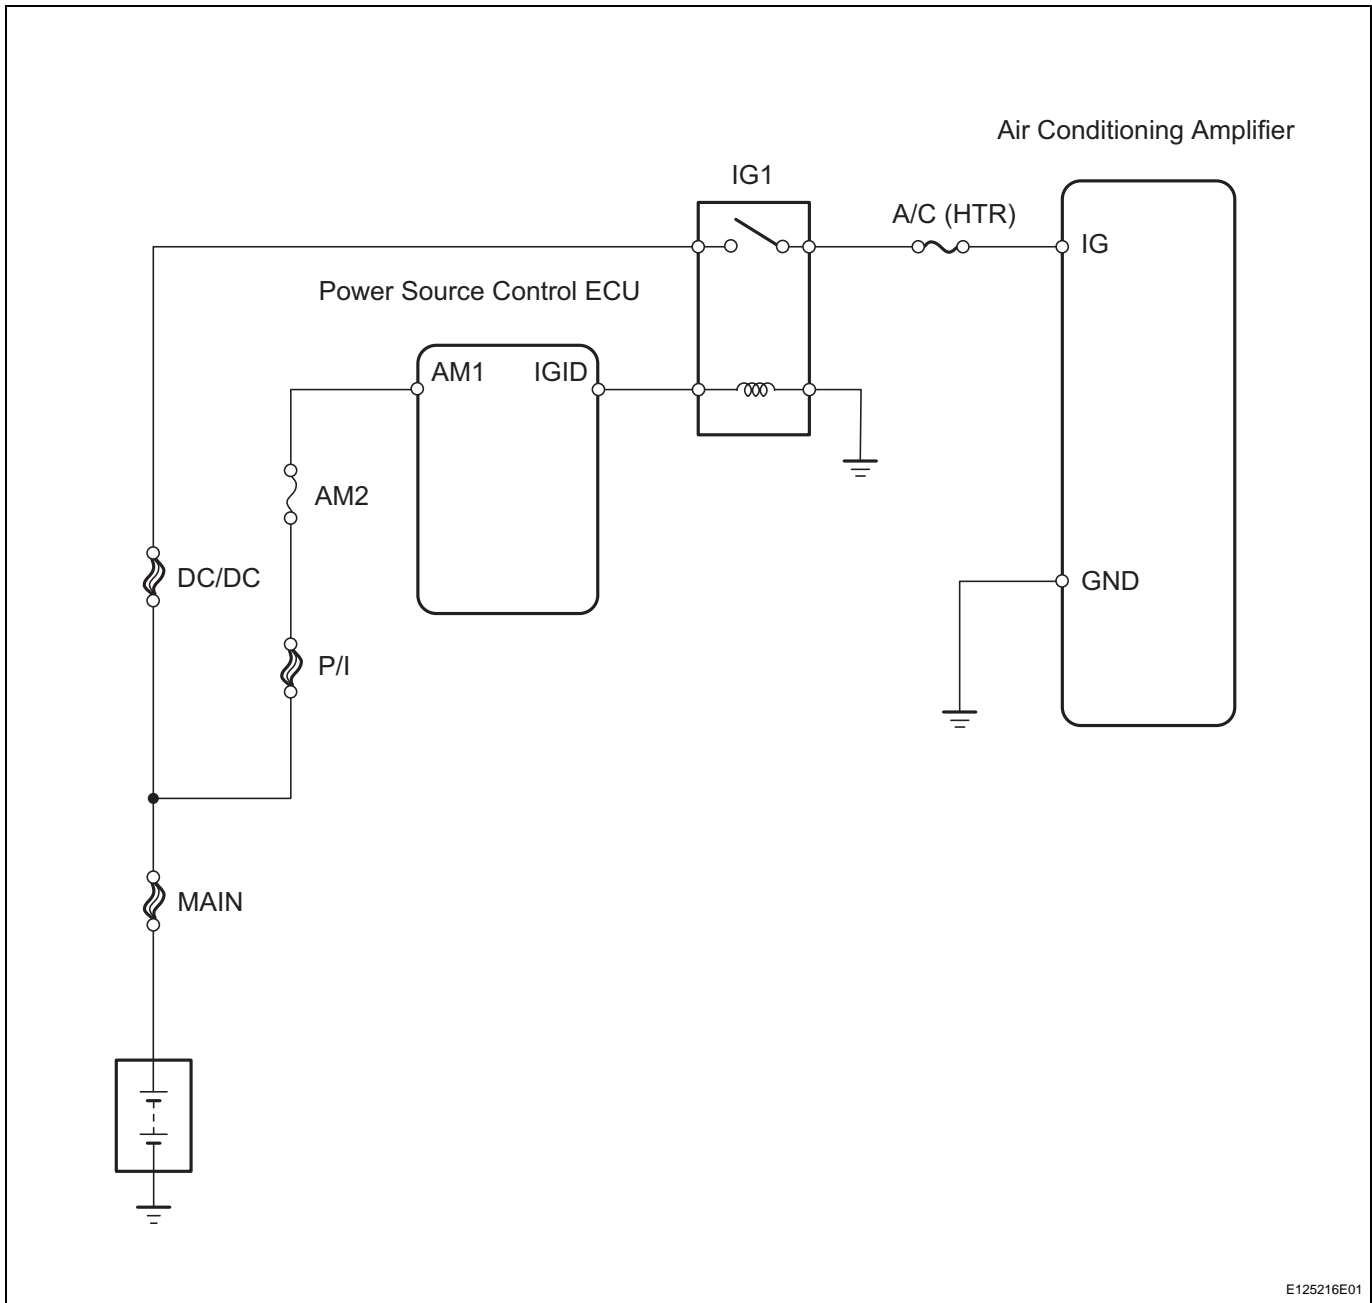 Air Conditioning Amplifier
IG1
A/C (HTR)
IG
Power Source Control ECU
AM1
IGID
AM2
DC/DC
GND
P/I
MAIN
E125216E01